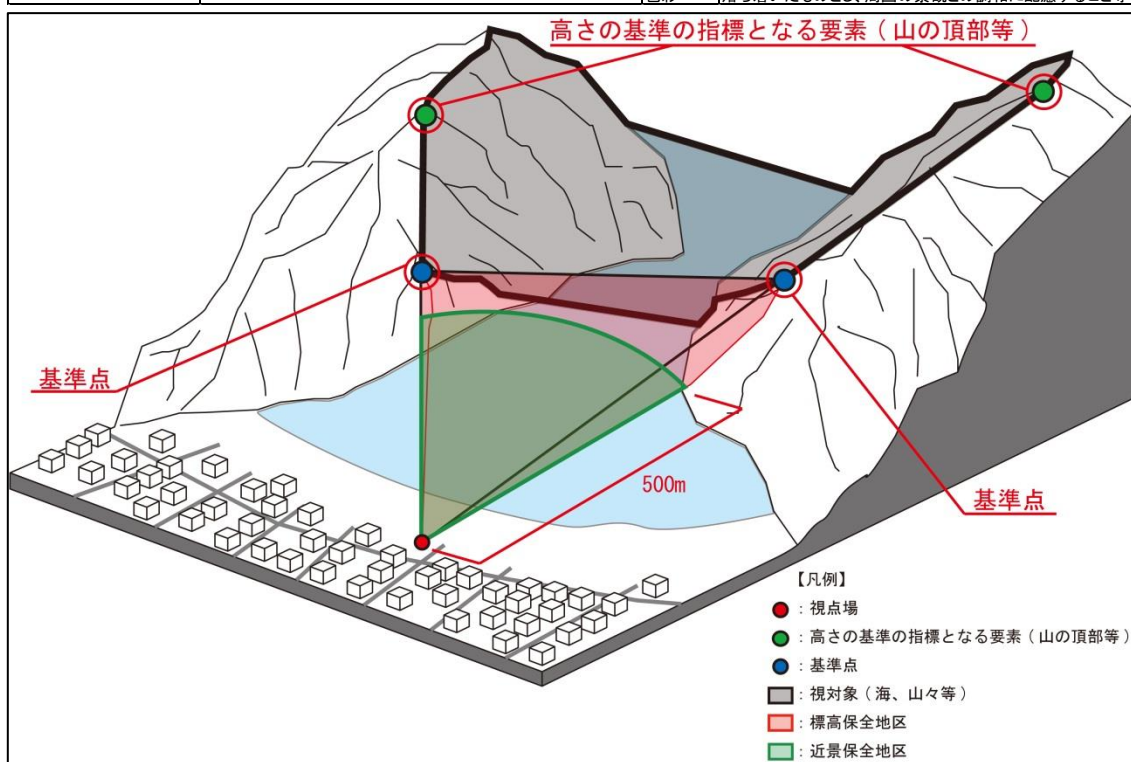 高さの基準の指標となる要素(山の頂部等)
基準点
500m
基準点
【凡例】
:視点場
:高さの基準の指標となる要素(山の頂部等)
:基準点
:視対象(海、山々等)
:標高保全地区
:近景保全地区